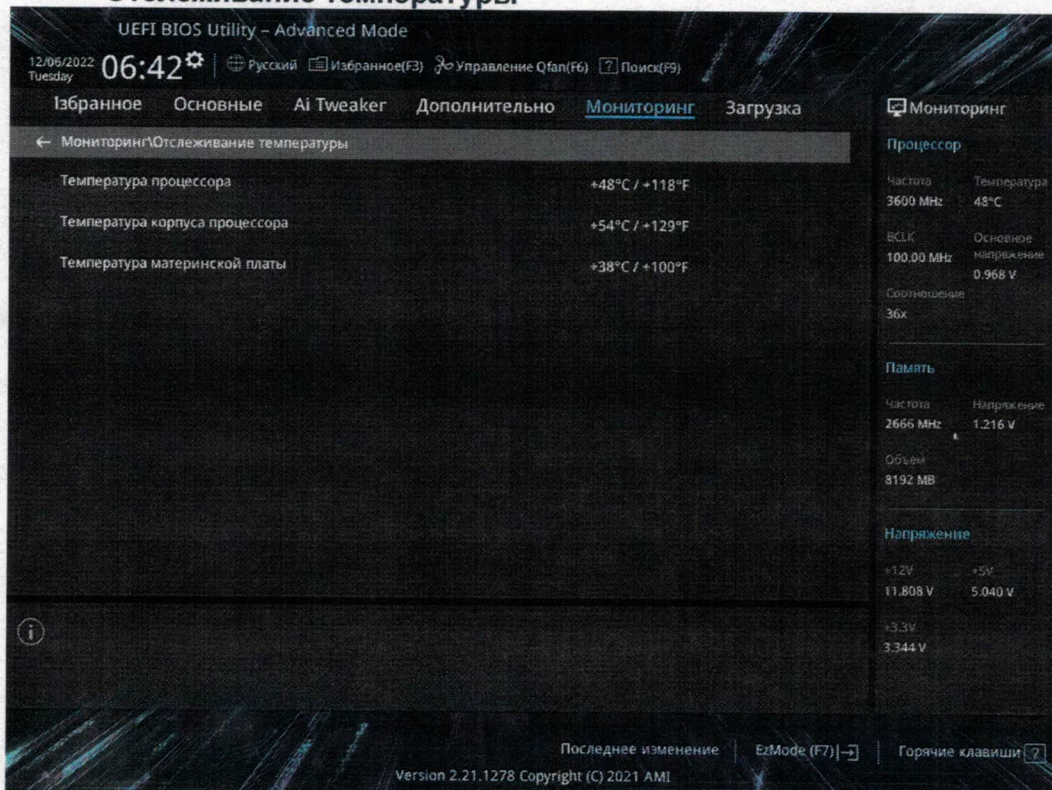 Отслеживание температуры
UEFI BIOS Utility – Advanced Mode
12/06/2022
Tuesday
06:42
Русский
Избранное(F3)
Управление Qfan(F6)
? Поиск(F9)
Ізбранное Основные Ai Tweaker Дополнительно Мониторинг Загрузка
Мониторинг
← Мониторинг\Отслеживание температуры
Температура процессора +48°C / +118°F
Температура корпуса процессора +54°C / +129°F
Температура материнской платы +38°C / +100°F
Процессор
Частота Температура
3600 MHz 48°C
BCLK Основное
100.00 MHz напряжение
0.968 V
Соотношение
36x
Память
Частота Напряжение
2666 MHz 1.216 V
Объем
8192 MB
Напряжение
+12V +5V
11.808 V 5.040 V
+3.3V
3.344 V
Последнее изменение EzMode (F7) Горячие клавиши ?
Version 2.21.1278 Copyright (C) 2021 AMI